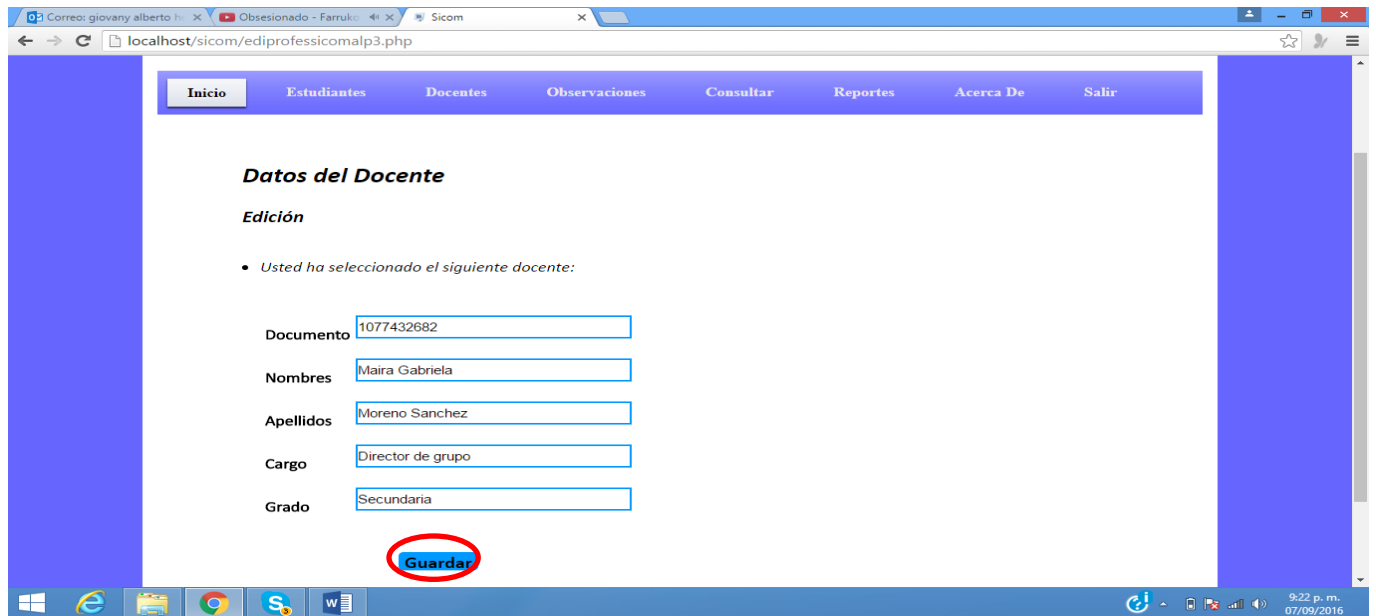 Correo: giovany alberto h
Obsesionado - Farruko
Sicom
localhost/sicom/ediprofessicomalp3.php
Inicio Estudiantes Docentes Observaciones Consultar Reportes Acerca De Salir
Datos del Docente
Edición
• Usted ha seleccionado el siguiente docente:
Documento 1077432682
Nombres Maira Gabriela
Apellidos Moreno Sanchez
Cargo Director de grupo
Grado Secundaria
Guardar
9:22 p. m.
07/09/2016